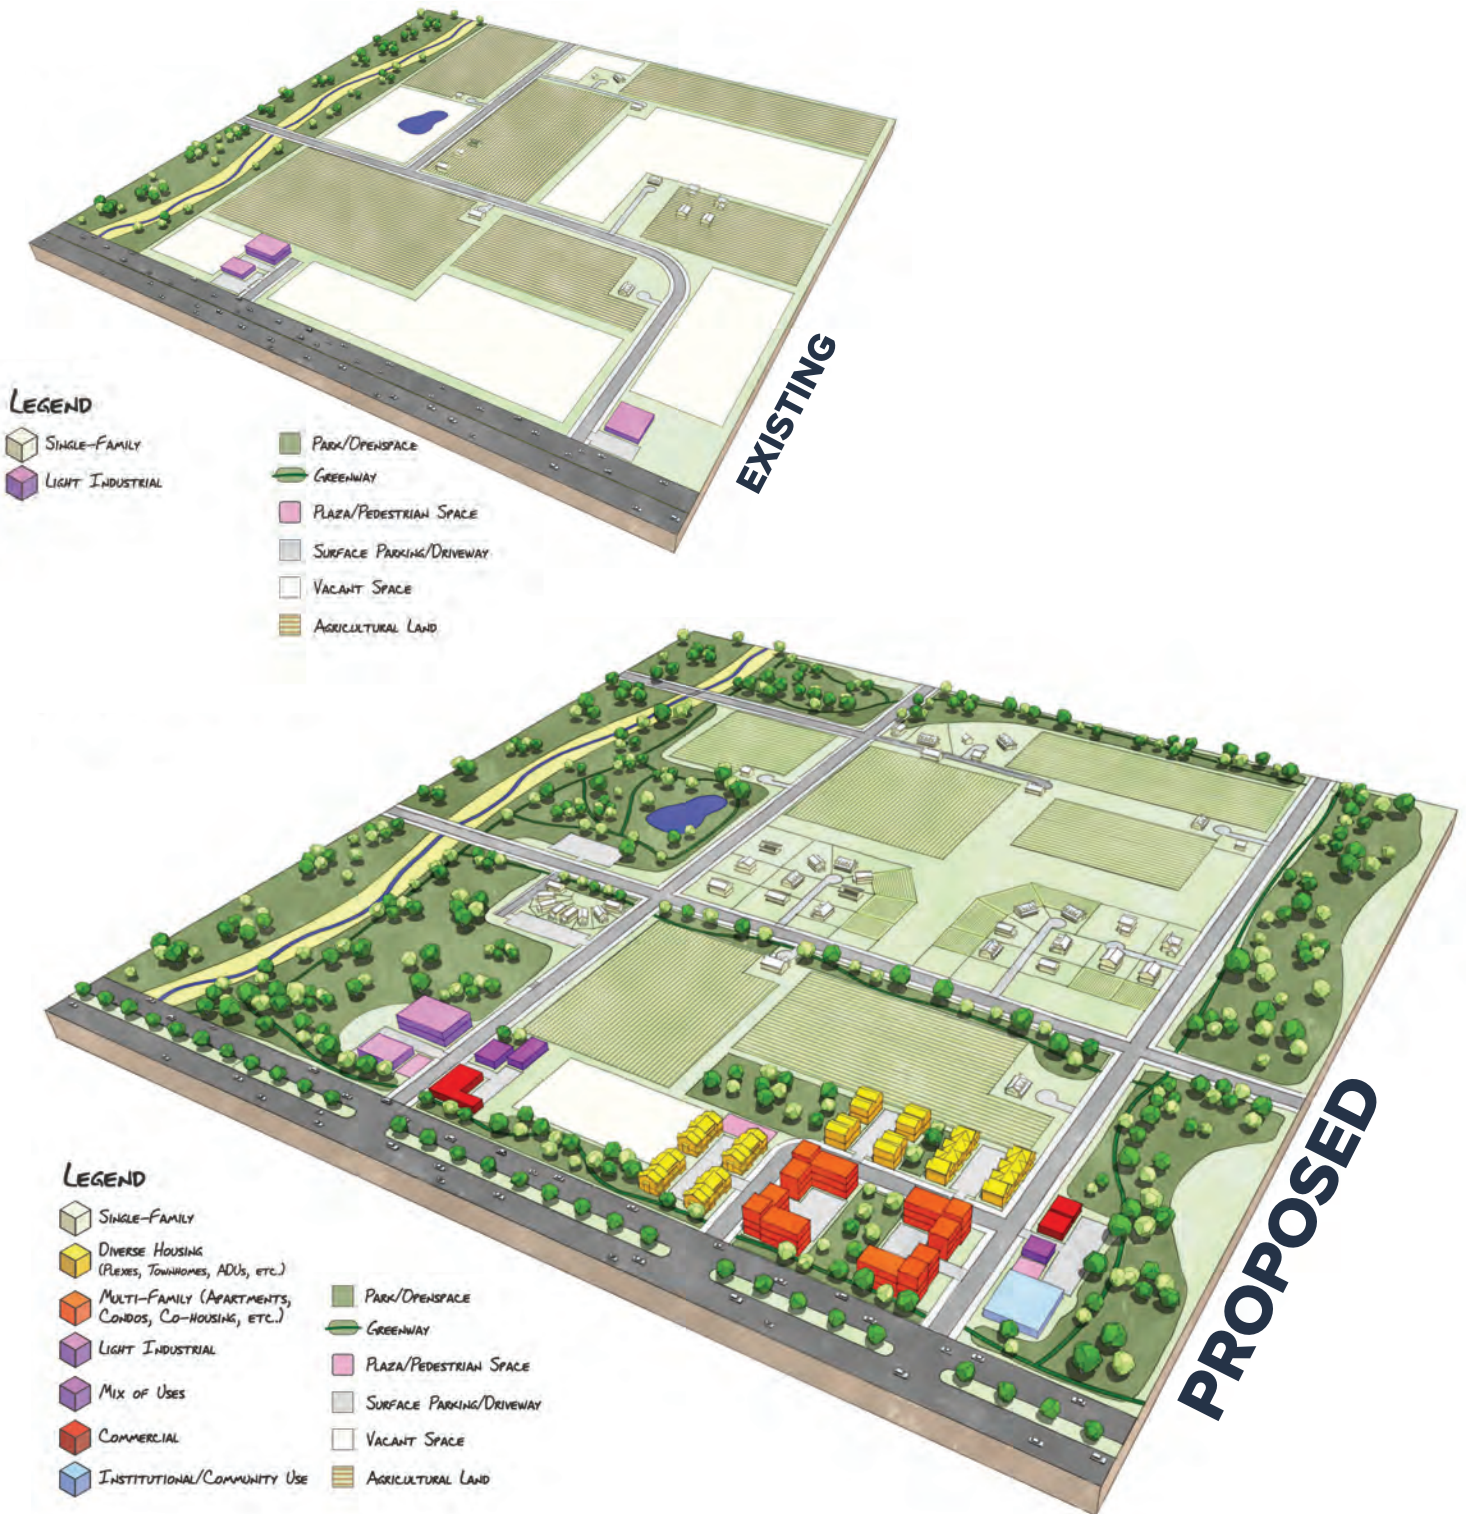 EXISTING
LEGEND
SINGLE-FAMILY
LIGHT INDUSTRIAL
PARK/OPENSPACE
GREENWAY
PLAZA/PEDESTRIAN SPACE
SURFACE PARKING/DRIVEWAY
VACANT SPACE
AGRICULTURAL LAND
PROPOSED
LEGEND
SINGLE-FAMILY
DIVERSE HOUSING
(PLEXES, TOWNHOMES, ADUS, ETC.)
MULTI-FAMILY (APARTMENTS,
CONDOS, CO-HOUSING, ETC.)
LIGHT INDUSTRIAL
MIX OF USES
COMMERCIAL
INSTITUTIONAL/COMMUNITY USE
PARK/OPENSPACE
GREENWAY
PLAZA/PEDESTRIAN SPACE
SURFACE PARKING/DRIVEWAY
VACANT SPACE
AGRICULTURAL LAND